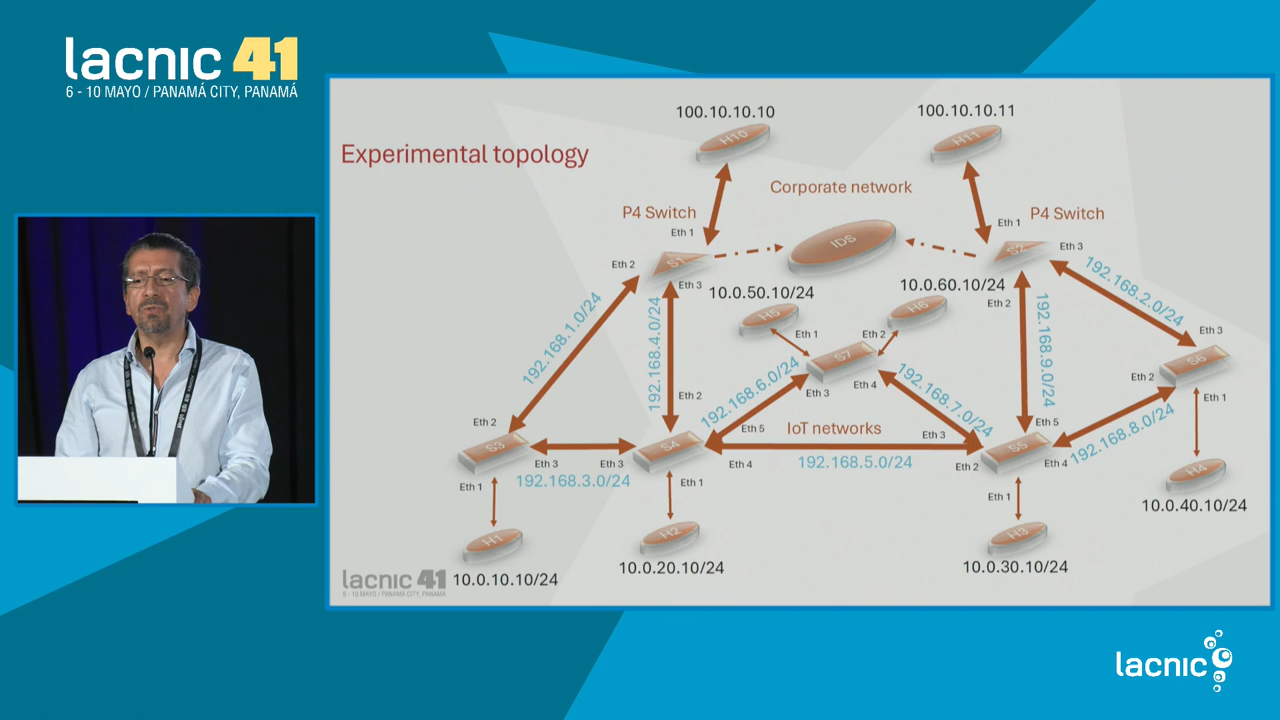 lacnic 41
6 - 10 MAYO / PANAMÁ CITY, PANAMÁ
Experimental topology
100.10.10.10
100.10.10.11
H10
H11
Corporate network
P4 Switch
P4 Switch
Eth 1
Eth 1
IDS
Eth 2
S1
S2
Eth 3
Eth 3
10.0.50.10/24
10.0.60.10/24
Eth 2
192.168.1.0/24
192.168.4.0/24
H5
H6
192.168.9.0/24
192.168.2.0/24
Eth 1
Eth 2
Eth 3
S7
S6
192.168.6.0/24
192.168.7.0/24
Eth 2
Eth 3
Eth 4
Eth 2
Eth 1
Eth 2
Eth 5
IoT networks
Eth 3
Eth 5
192.168.8.0/24
S3
S4
S5
Eth 3
Eth 3
Eth 4
192.168.5.0/24
Eth 2
Eth 4
Eth 1
192.168.3.0/24
Eth 1
Eth 1
H4
10.0.40.10/24
H1
H2
H3
10.0.10.10/24
10.0.20.10/24
10.0.30.10/24
lacnic 41
6 - 10 MAYO / PANAMÁ CITY, PANAMÁ
lacnic